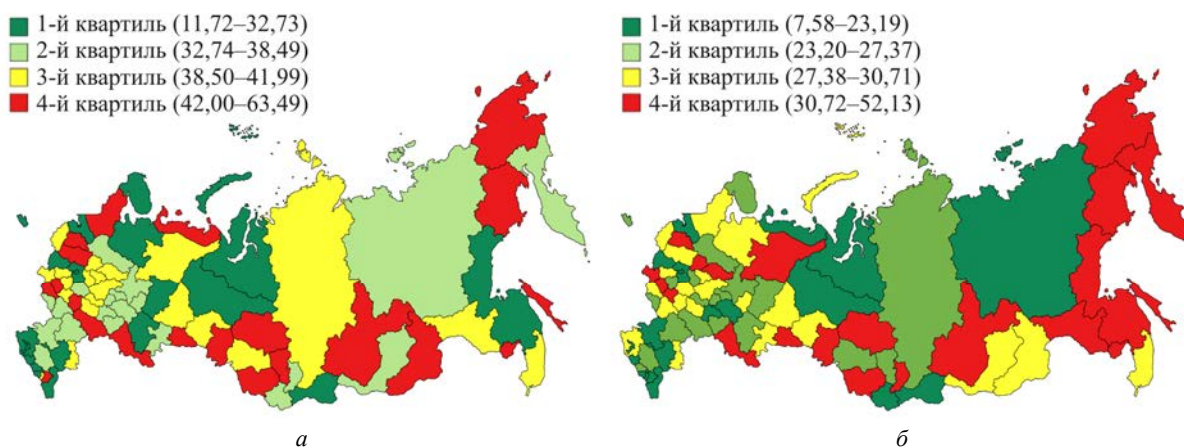 1-й квартиль (11,72–32,73)
2-й квартиль (32,74–38,49)
3-й квартиль (38,50–41,99)
4-й квартиль (42,00–63,49)
1-й квартиль (7,58–23,19)
2-й квартиль (23,20–27,37)
3-й квартиль (27,38–30,71)
4-й квартиль (30,72–52,13)
а
б